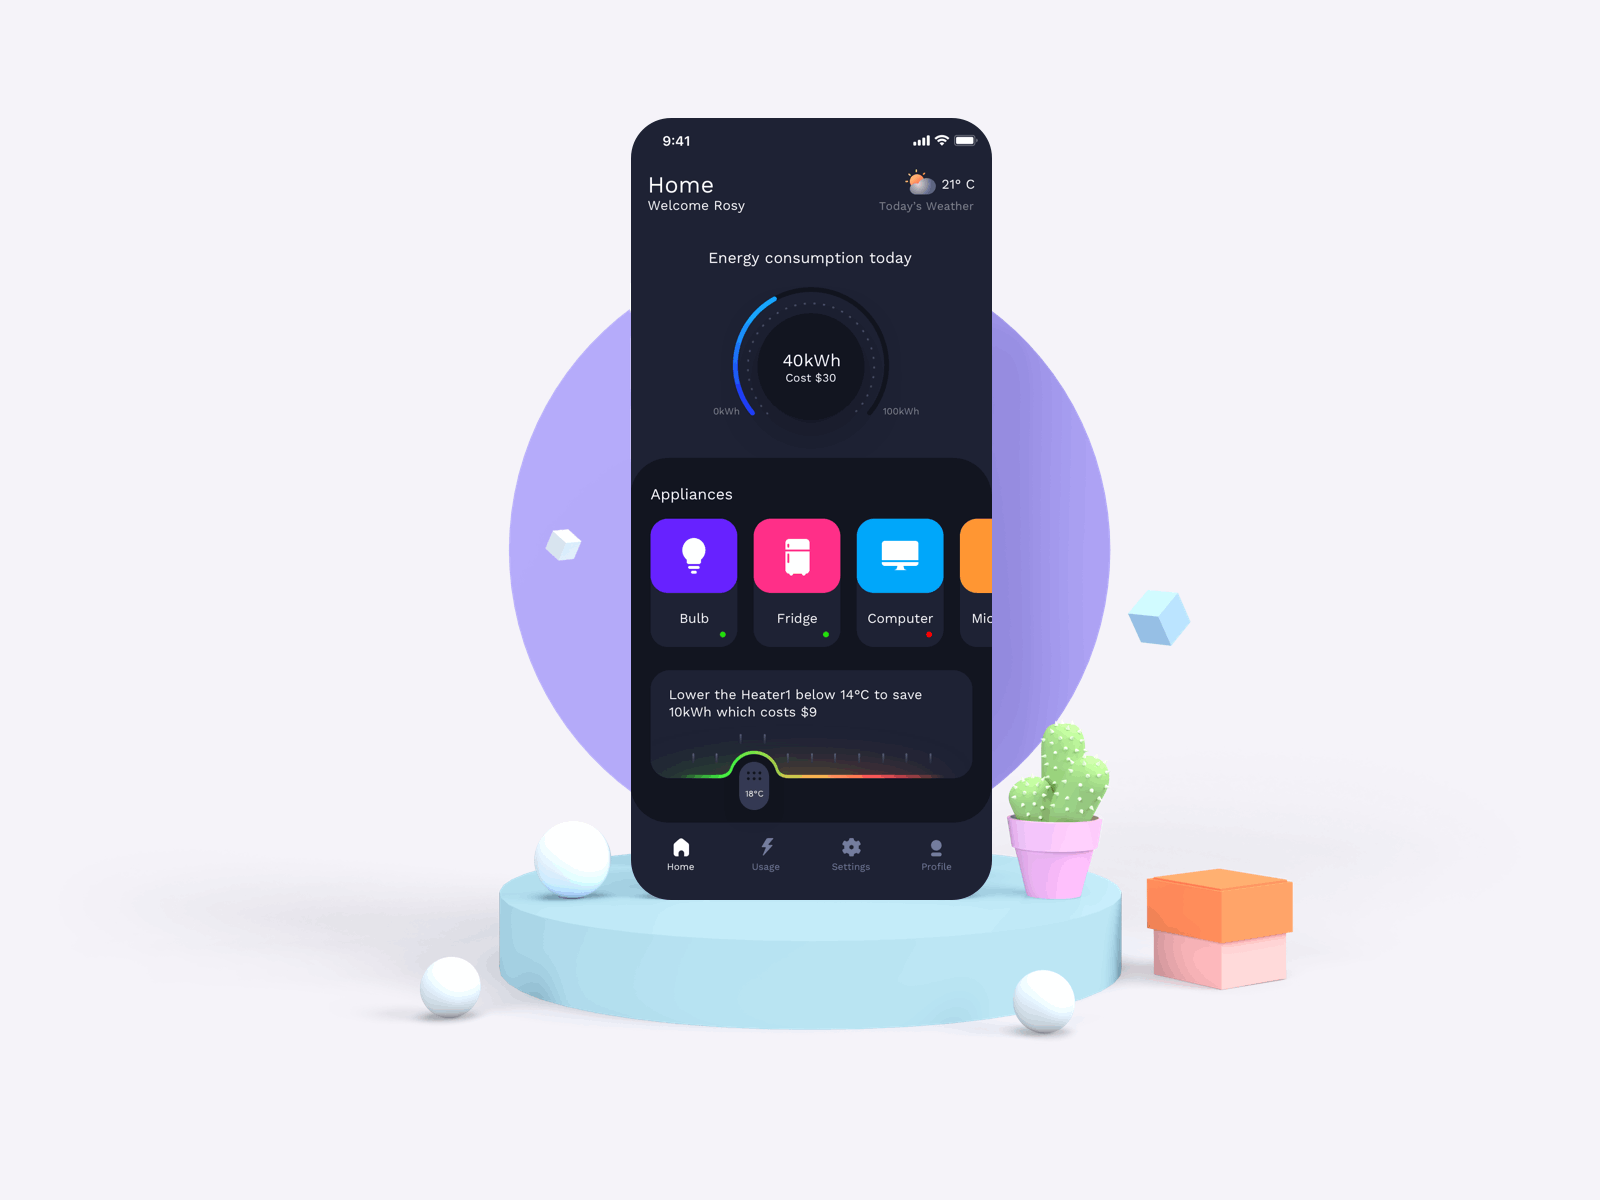 9:41
Home
21° C
Welcome Rosy
Today's Weather
Energy consumption today
40kWh
Cost $30
0kWh
100kWh
Appliances
Bulb
Fridge
Computer
Mic
Lower the Heater1 below 14°C to save
10kWh which costs $9
18°C
Home
Usage
Settings
Profile